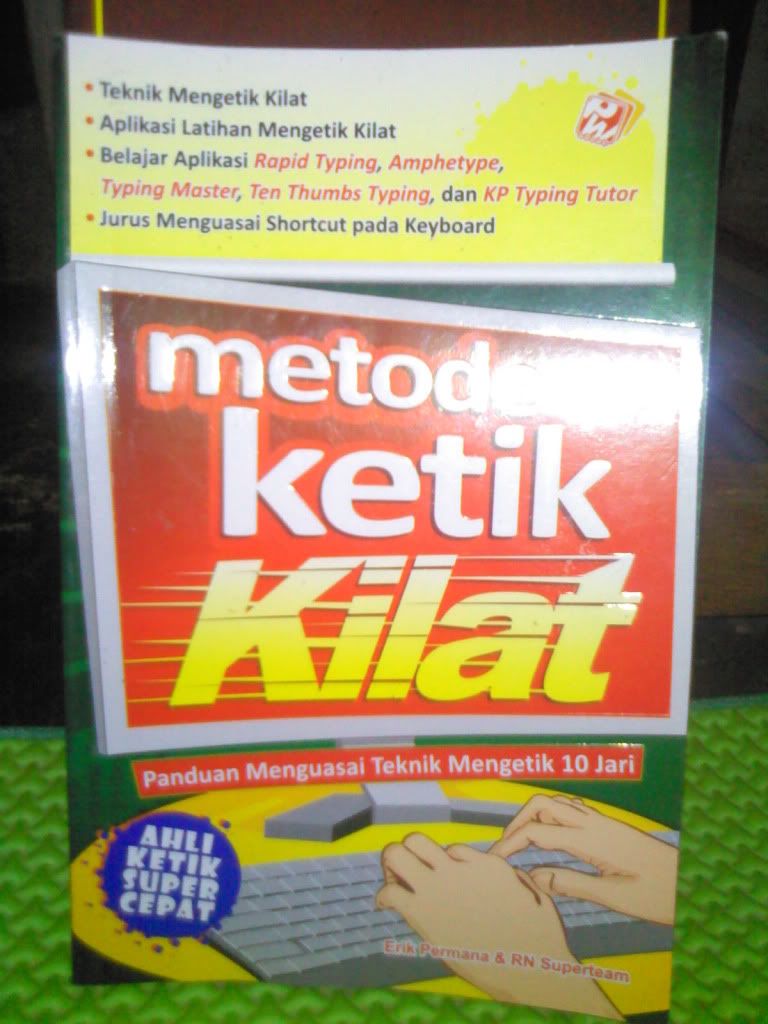 • Teknik Mengetik Kilat
• Aplikasi Latihan Mengetik Kilat
• Belajar Aplikasi Rapid Typing, Amphetype,
Typing Master, Ten Thumbs Typing, dan KP Typing Tutor
• Jurus Menguasai Shortcut pada Keyboard
PW
metode
ketik
Kilat
Panduan Menguasai Teknik Mengetik 10 Jari
AHLI
KETIK
SUPER
CEPAT
Erik Permana & RN Superteam